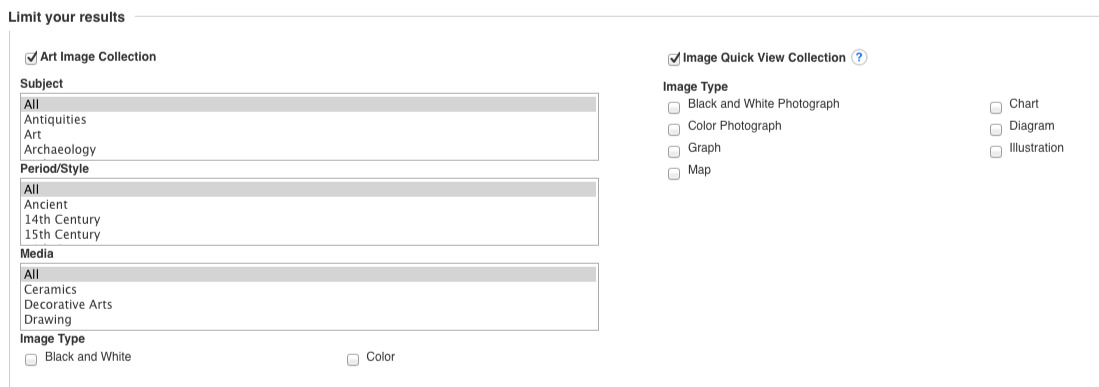 Limit your results
Art Image Collection
Subject
All
Antiquities
Art
Archaeology
Period/Style
All
Ancient
14th Century
15th Century
Media
All
Ceramics
Decorative Arts
Drawing
Image Type
Black and White
Color
Image Quick View Collection ?
Image Type
Black and White Photograph
Chart
Color Photograph
Diagram
Graph
Illustration
Map